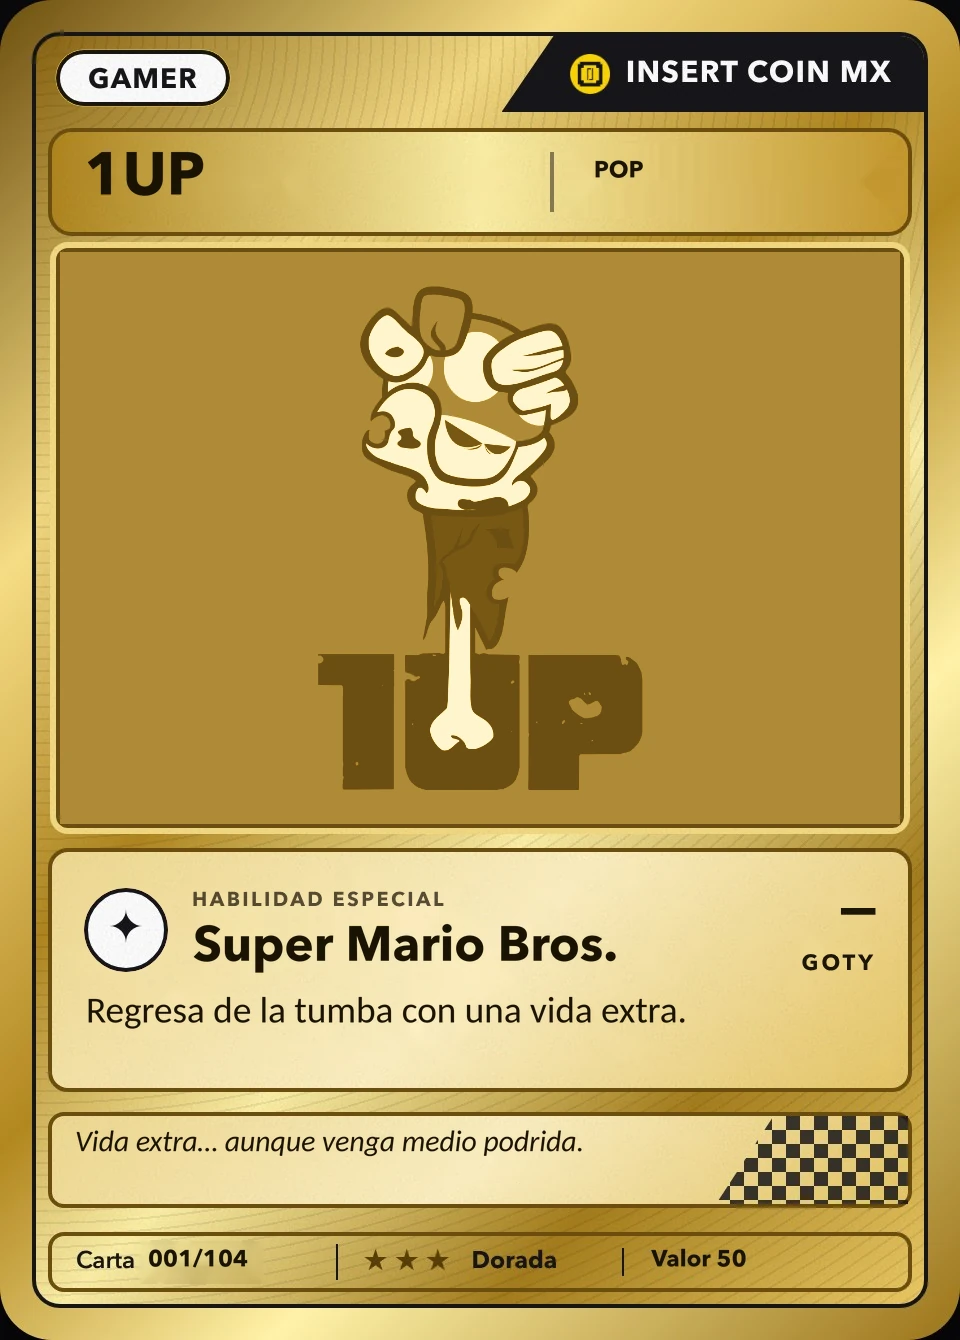 GAMER
INSERT COIN MX
1UP
POP
1UP
HABILIDAD ESPECIAL
Super Mario Bros.
—
GOTY
Regresa de la tumba con una vida extra.
Vida extra... aunque venga medio podrida.
Carta 001/104
★★★ Dorada
Valor 50